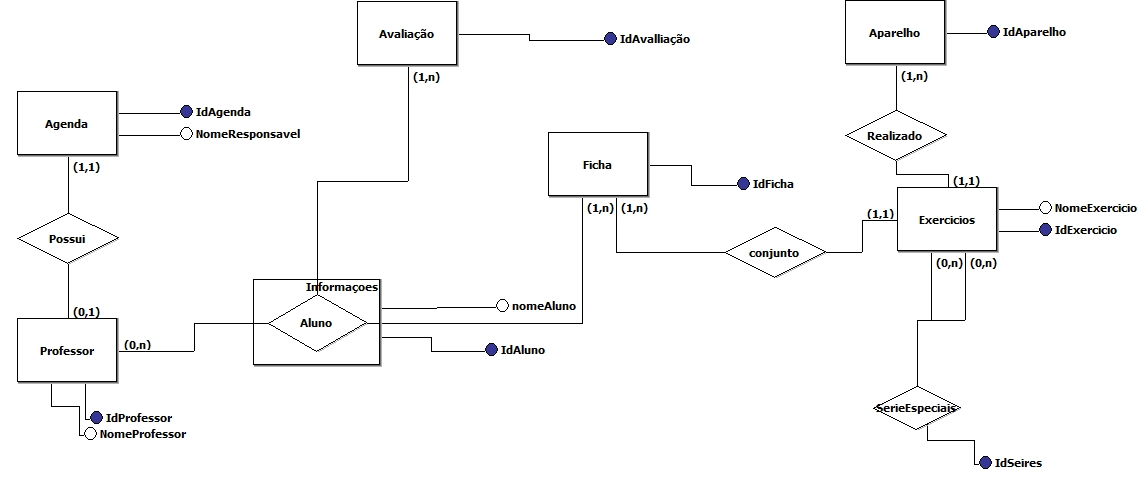 Avaliação
IdAvalliação
(1,n)
Aparelho
IdAparelho
(1,n)
Agenda
IdAgenda
NomeResponsavel
(1,1)
Realizado
Ficha
IdFicha
(1,n)
(1,n)
(1,1)
(1,1)
Exercicios
NomeExercicio
IdExercicio
(0,n)
(0,n)
Possui
conjunto
Informaçoes
Aluno
nomeAluno
IdAluno
(0,1)
Professor
(0,n)
IdProfessor
NomeProfessor
SerieEspeciais
IdSeires